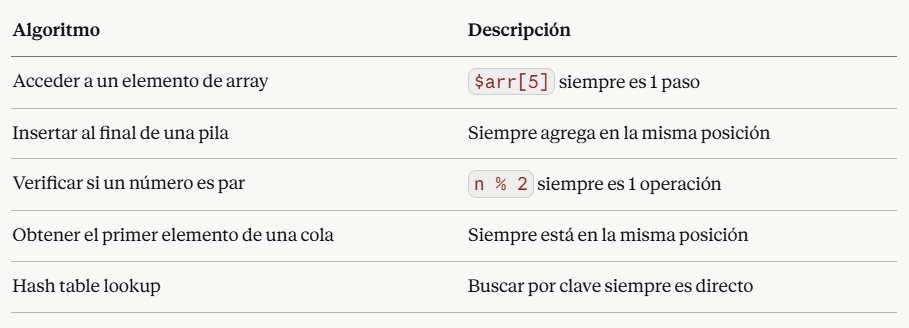 Algoritmo Descripción
Acceder a un elemento de array $arr[5] siempre es 1 paso
Insertar al final de una pila Siempre agrega en la misma posición
Verificar si un número es par n % 2 siempre es 1 operación
Obtener el primer elemento de una cola Siempre está en la misma posición
Hash table lookup Buscar por clave siempre es directo